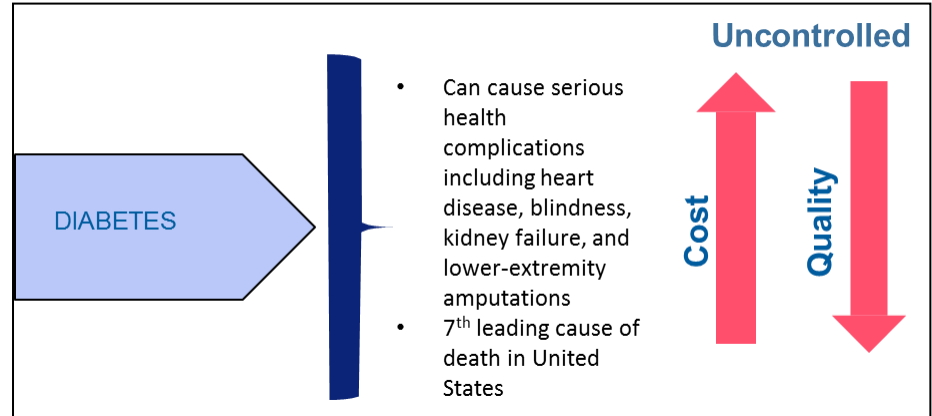 Uncontrolled
DIABETES
• Can cause serious
health
complications
including heart
disease, blindness,
kidney failure, and
lower-extremity
amputations
• 7th leading cause of
death in United
States
Cost
Quality